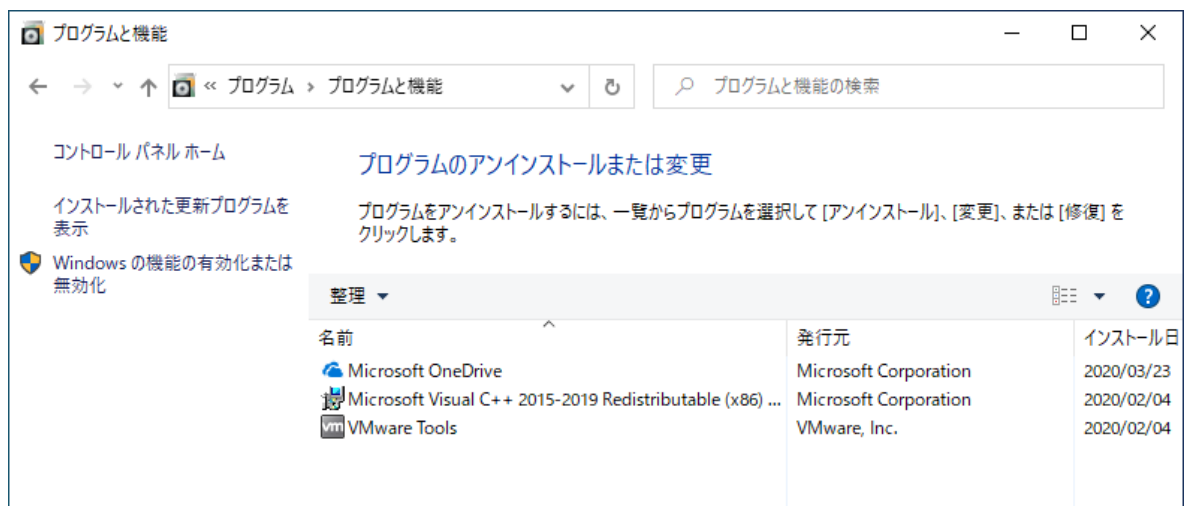 プログラムと機能
« プログラム › プログラムと機能
プログラムと機能の検索
コントロール パネル ホーム
インストールされた更新プログラムを
表示
Windows の機能の有効化または
無効化
プログラムのアンインストールまたは変更
プログラムをアンインストールするには、一覧からプログラムを選択して [アンインストール]、[変更]、または [修復] を
クリックします。
整理
名前 発行元 インストール日
Microsoft OneDrive Microsoft Corporation 2020/03/23
Microsoft Visual C++ 2015-2019 Redistributable (x86) ... Microsoft Corporation 2020/02/04
vm VMware Tools VMware, Inc. 2020/02/04